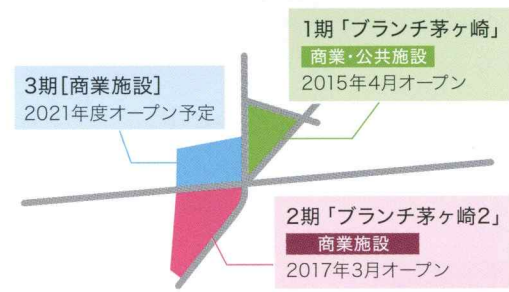 1期「ブランチ茅ヶ崎」
商業・公共施設
2015年4月オープン
3期[商業施設]
2021年度オープン予定
2期「ブランチ茅ヶ崎2」
商業施設
2017年3月オープン